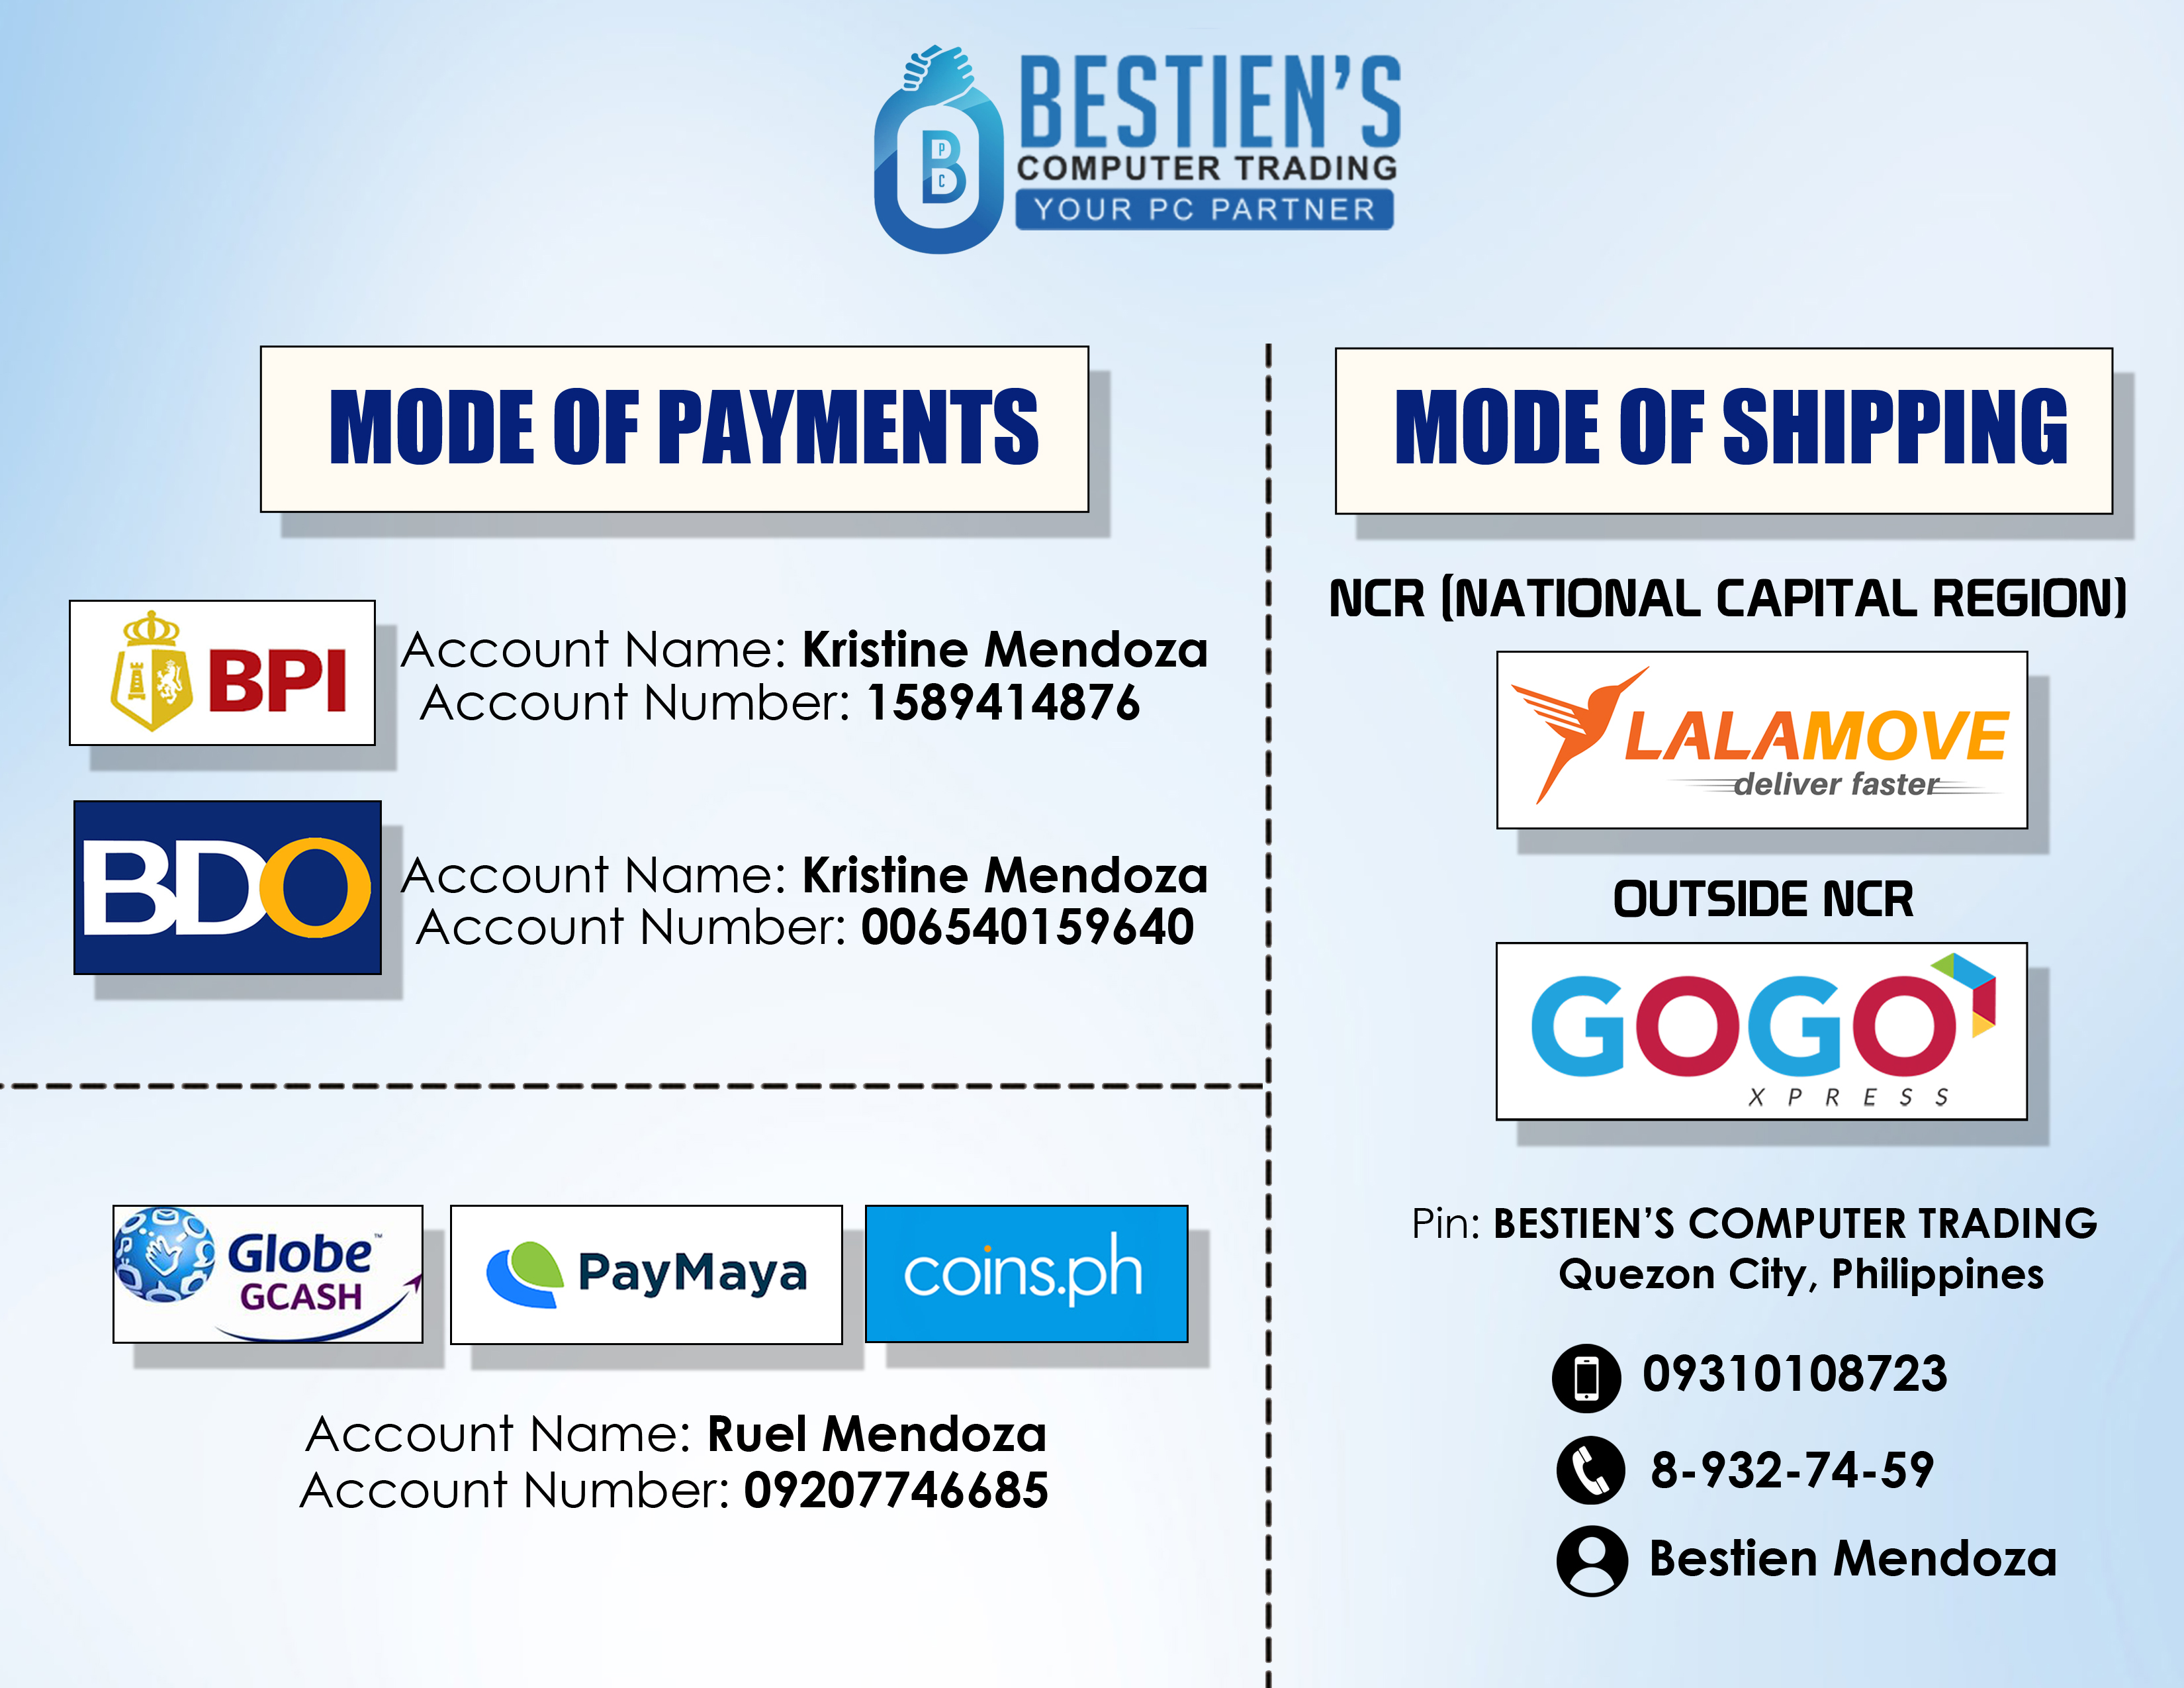 BESTIEN'S
COMPUTER TRADING
YOUR PC PARTNER
B
P
C
MODE OF PAYMENTS
BPI
Account Name: Kristine Mendoza
Account Number: 1589414876
BDO
Account Name: Kristine Mendoza
Account Number: 006540159640
Globe™
GCASH
PayMaya
coins.ph
Account Name: Ruel Mendoza
Account Number: 09207746685
MODE OF SHIPPING
NCR (NATIONAL CAPITAL REGION)
LALAMOVE
deliver faster
OUTSIDE NCR
GOGO
XPRESS
Pin: BESTIEN'S COMPUTER TRADING
Quezon City, Philippines
09310108723
8-932-74-59
Bestien Mendoza